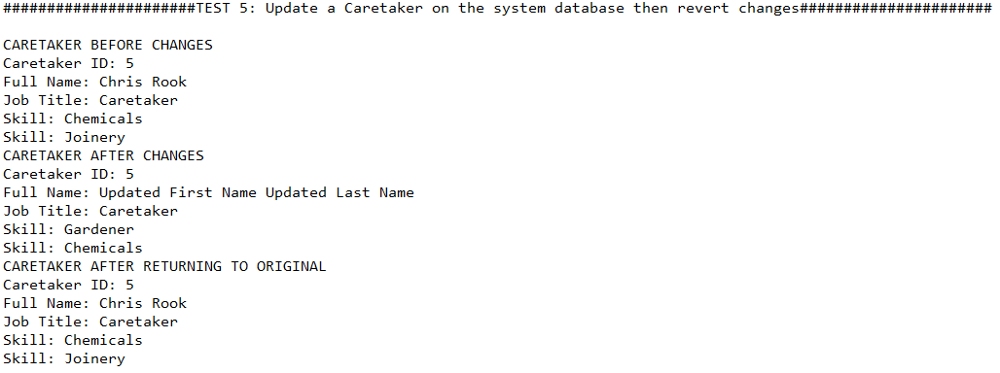 ######################TEST 5: Update a Caretaker on the system database then revert changes######################
CARETAKER BEFORE CHANGES
Caretaker ID: 5
Full Name: Chris Rook
Job Title: Caretaker
Skill: Chemicals
Skill: Joinery
CARETAKER AFTER CHANGES
Caretaker ID: 5
Full Name: Updated First Name Updated Last Name
Job Title: Caretaker
Skill: Gardener
Skill: Chemicals
CARETAKER AFTER RETURNING TO ORIGINAL
Caretaker ID: 5
Full Name: Chris Rook
Job Title: Caretaker
Skill: Chemicals
Skill: Joinery